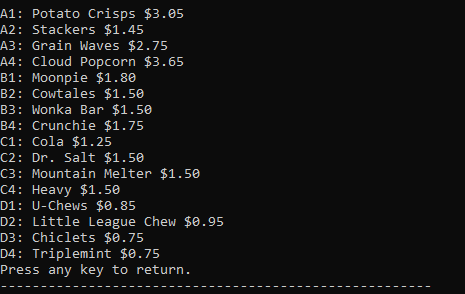 A1: Potato Crisps $3.05
A2: Stackers $1.45
A3: Grain Waves $2.75
A4: Cloud Popcorn $3.65
B1: Moonpie $1.80
B2: Cowtales $1.50
B3: Wonka Bar $1.50
B4: Crunchie $1.75
C1: Cola $1.25
C2: Dr. Salt $1.50
C3: Mountain Melter $1.50
C4: Heavy $1.50
D1: U-Chews $0.85
D2: Little League Chew $0.95
D3: Chiclets $0.75
D4: Triplemint $0.75
Press any key to return.
------------------------------------------------------